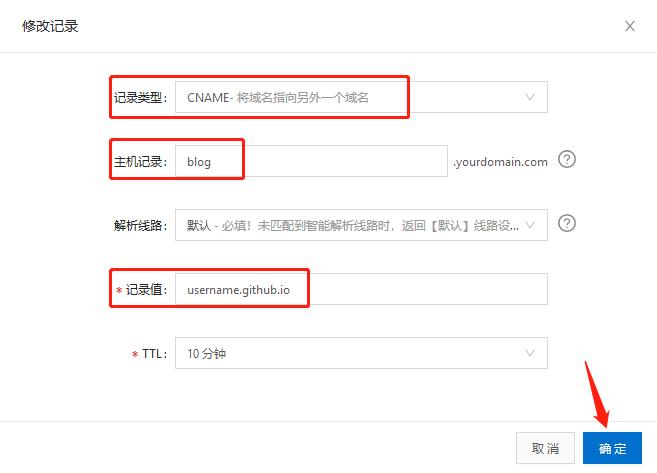 修改记录
记录类型：
CNAME- 将域名指向另外一个域名
主机记录：
blog
.yourdomain.com
?
解析线路：
默认 - 必填！未匹配到智能解析线路时，返回【默认】线路设...
?
* 记录值：
username.github.io
* TTL：
10 分钟
取消
确定